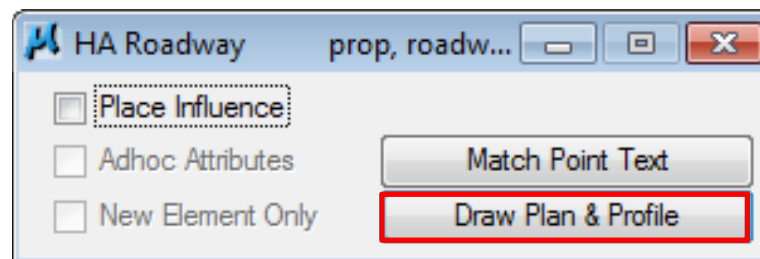 HA Roadway prop, roadw...
Place Influence
Adhoc Attributes Match Point Text
New Element Only Draw Plan & Profile